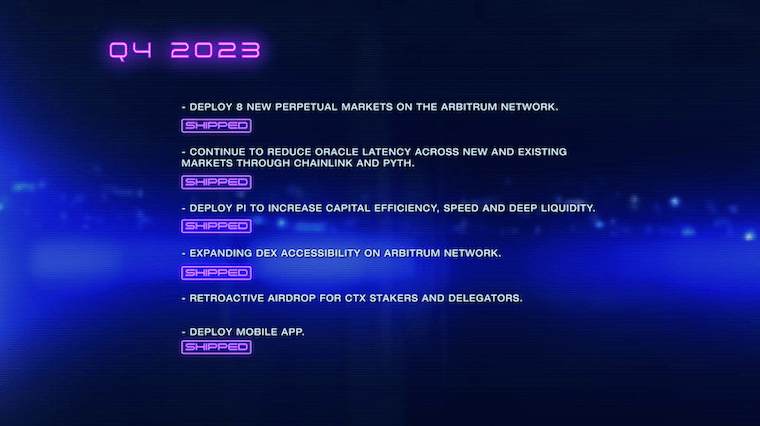 Q4 2023
- DEPLOY 8 NEW PERPETUAL MARKETS ON THE ARBITRUM NETWORK.
SHIPPED
- CONTINUE TO REDUCE ORACLE LATENCY ACROSS NEW AND EXISTING
MARKETS THROUGH CHAINLINK AND PYTH.
SHIPPED
- DEPLOY PI TO INCREASE CAPITAL EFFICIENCY, SPEED AND DEEP LIQUIDITY.
SHIPPED
- EXPANDING DEX ACCESSIBILITY ON ARBITRUM NETWORK.
SHIPPED
- RETROACTIVE AIRDROP FOR CTX STAKERS AND DELEGATORS.
- DEPLOY MOBILE APP.
SHIPPED